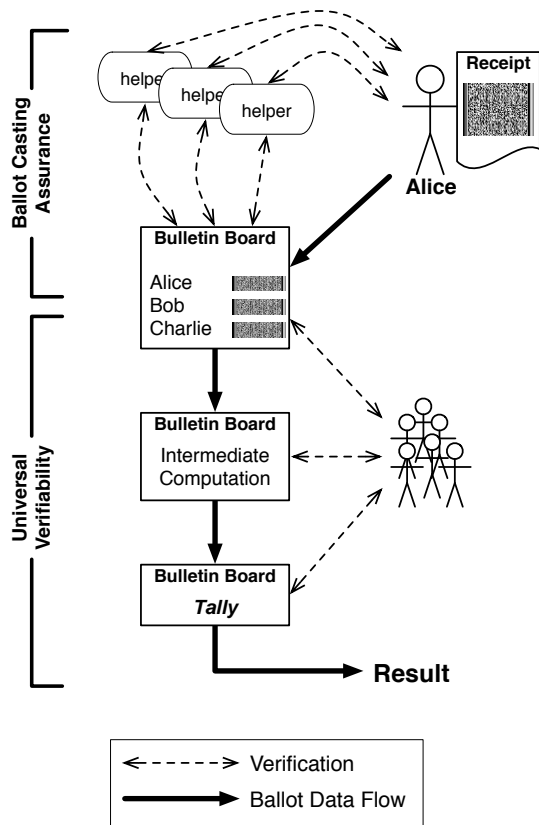 Ballot Casting
Assurance
helper
helper
helper
Receipt
Alice
Bulletin Board
Alice
Bob
Charlie
Universal
Verifiability
Bulletin Board
Intermediate
Computation
Bulletin Board
Tally
Result
Verification
Ballot Data Flow